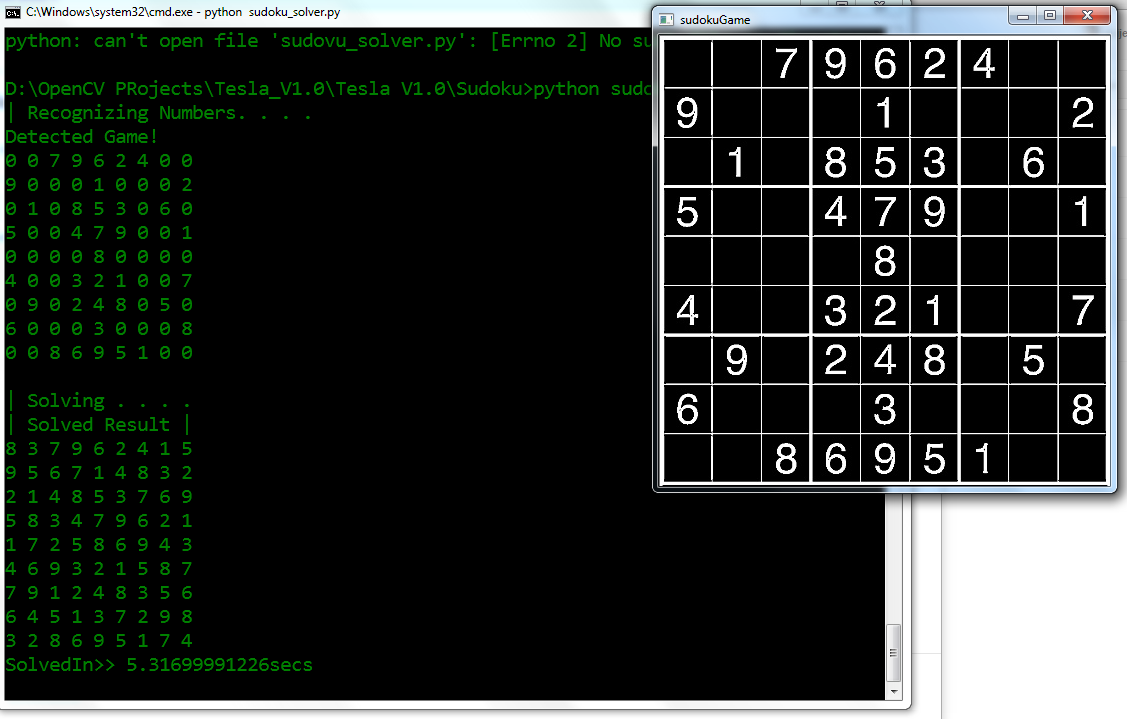 C:\Windows\system32\cmd.exe - python sudoku_solver.py
python: can't open file 'sudovu_solver.py': [Errno 2] No su
D:\OpenCV PRojects\Tesla_V1.0\Tesla V1.0\Sudoku>python sudo
| Recognizing Numbers. . . .
Detected Game!
0 0 7 9 6 2 4 0 0
9 0 0 0 1 0 0 0 2
0 1 0 8 5 3 0 6 0
5 0 0 4 7 9 0 0 1
0 0 0 0 8 0 0 0 0
4 0 0 3 2 1 0 0 7
0 9 0 2 4 8 0 5 0
6 0 0 0 3 0 0 0 8
0 0 8 6 9 5 1 0 0
| Solving . . . .
| Solved Result |
8 3 7 9 6 2 4 1 5
9 5 6 7 1 4 8 3 2
2 1 4 8 5 3 7 6 9
5 8 3 4 7 9 6 2 1
1 7 2 5 8 6 9 4 3
4 6 9 3 2 1 5 8 7
7 9 1 2 4 8 3 5 6
6 4 5 1 3 7 2 9 8
3 2 8 6 9 5 1 7 4
SolvedIn>> 5.31699991226secs
sudokuGame
7 9 6 2 4
9 1 2
1 8 5 3 6
5 4 7 9 1
8
4 3 2 1 7
9 2 4 8 5
6 3 8
8 6 9 5 1